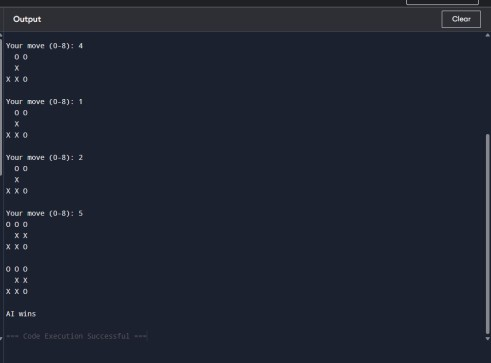 Output
Clear
Your move (0-8): 4
  O O
  X
X X O
Your move (0-8): 1
  O O
  X
X X O
Your move (0-8): 2
  O O
  X
X X O
Your move (0-8): 5
O O O
  X X
X X O
O O O
  X X
X X O
AI wins
=== Code Execution Successful ===